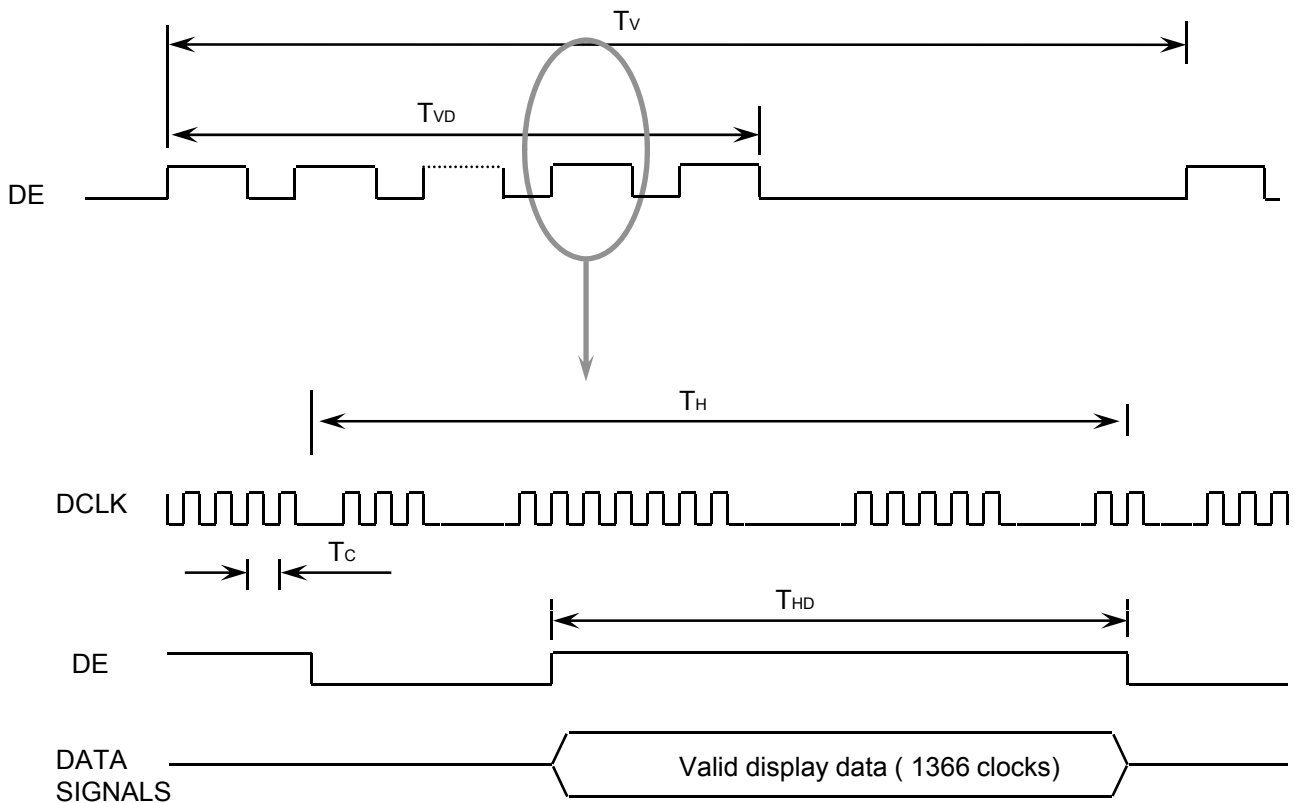 TV
TVD
DE
TH
DCLK
TC
THD
DE
DATA
SIGNALS
Valid display data ( 1366 clocks)